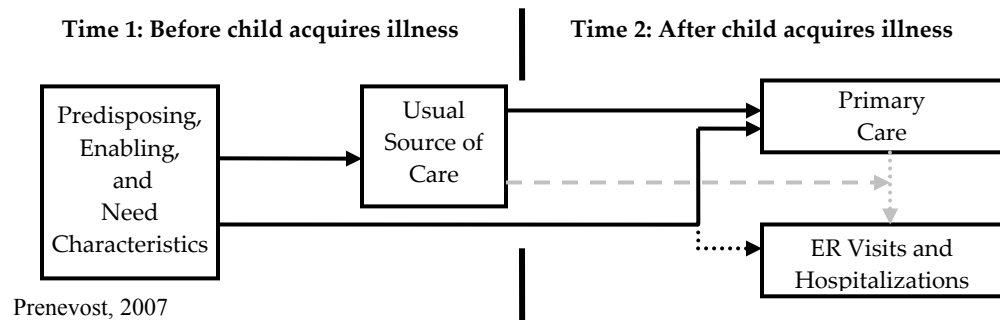 Time 1: Before child acquires illness
Time 2: After child acquires illness
Predisposing,
Enabling,
and
Need
Characteristics
Usual
Source of
Care
Primary
Care
ER Visits and
Hospitalizations
Prenevost, 2007